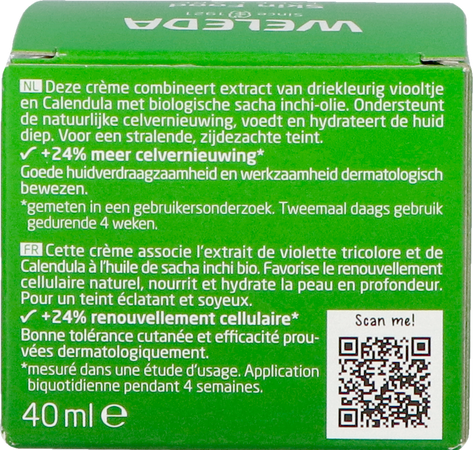 WELEDA
Since 1921
Skin Food
NL Deze crème combineert extract van driekleurig viooltje
en Calendula met biologische sacha inchi-olie. Ondersteunt
de natuurlijke celvernieuwing, voedt en hydrateert de huid
diep. Voor een stralende, zijdezachte teint.
✓ +24% meer celvernieuwing*
Goede huidverdraagzaamheid en werkzaamheid dermatologisch
bewezen.
*gemeten in een gebruikersonderzoek. Tweemaal daags gebruik
gedurende 4 weken.
FR Cette crème associe l'extrait de violette tricolore et de
Calendula à l'huile de sacha inchi bio. Favorise le renouvellement
cellulaire naturel, nourrit et hydrate la peau en profondeur.
Pour un teint éclatant et soyeux.
✓ +24% renouvellement cellulaire*
Bonne tolérance cutanée et efficacité prou-
vées dermatologiquement.
*mesuré dans une étude d'usage. Application
biquotidienne pendant 4 semaines.
40 ml e
Scan me!